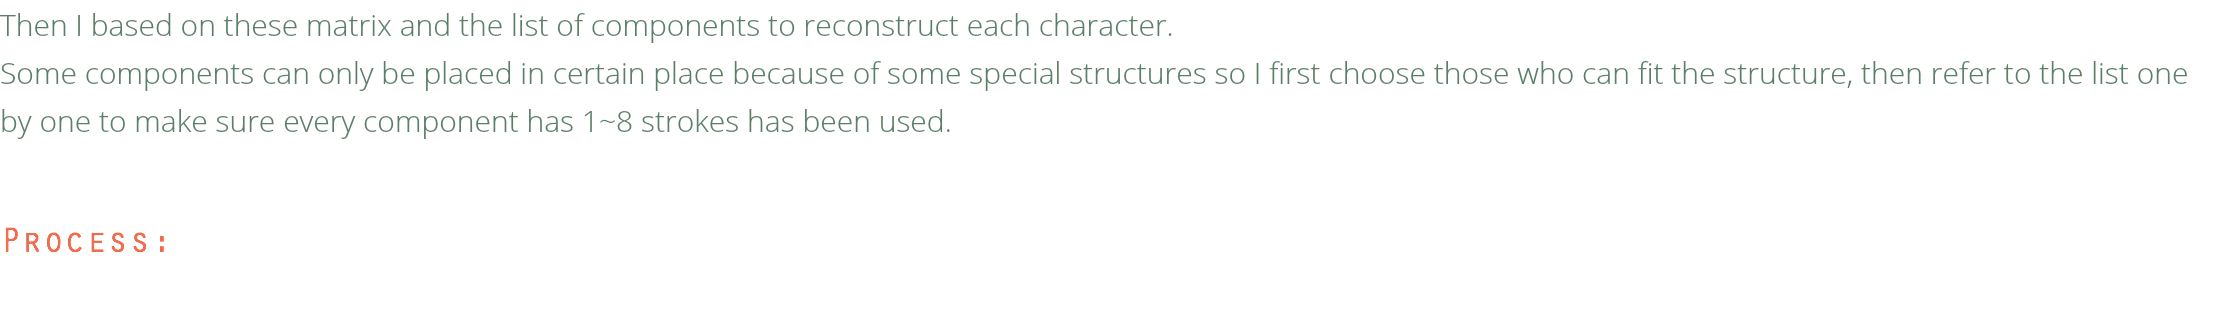 Then I based on these matrix and the list of components to reconstruct each character.
Some components can only be placed in certain place because of some special structures so I first choose those who can fit the structure, then refer to the list one
by one to make sure every component has 1~8 strokes has been used.
Process: